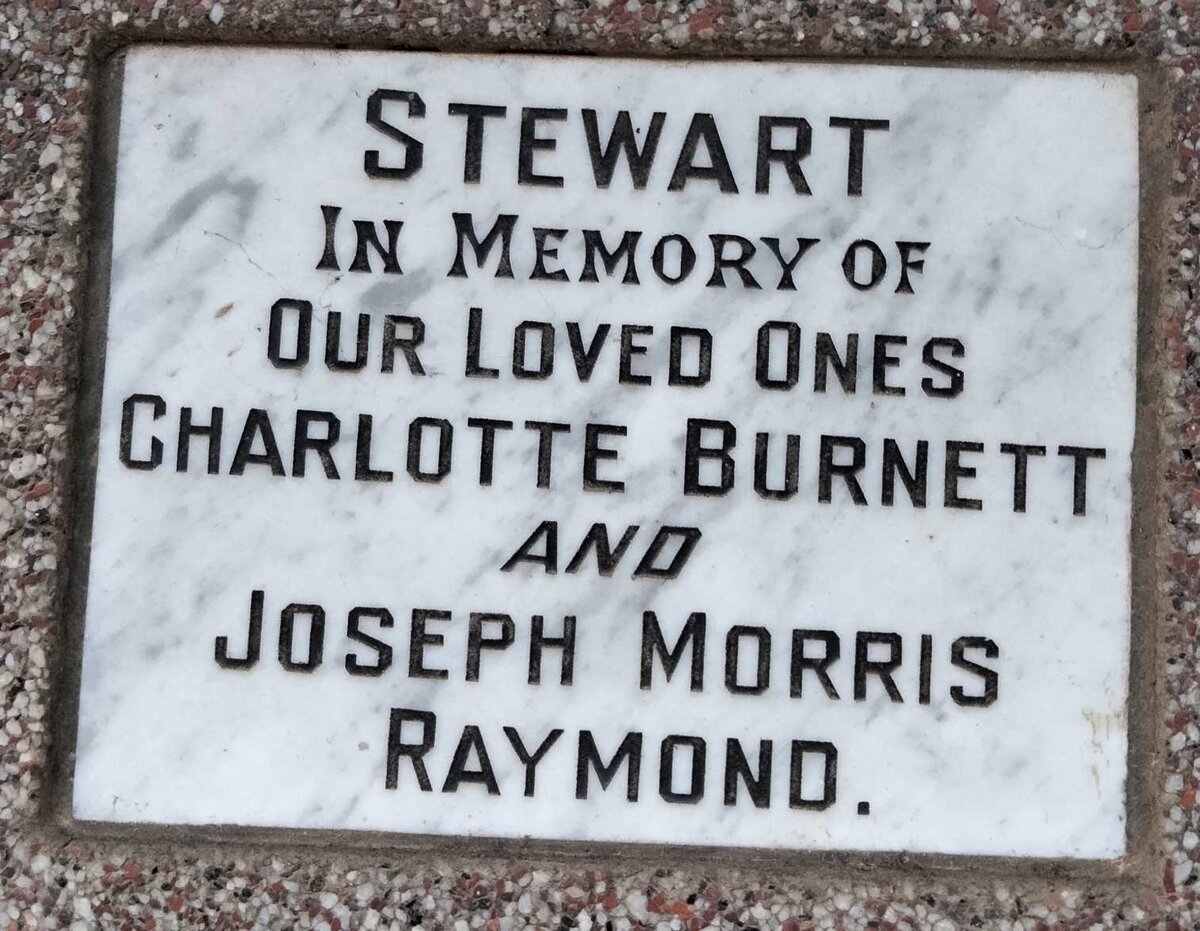 STEWART
IN MEMORY OF
OUR LOVED ONES
CHARLOTTE BURNETT
AND
JOSEPH MORRIS
RAYMOND.